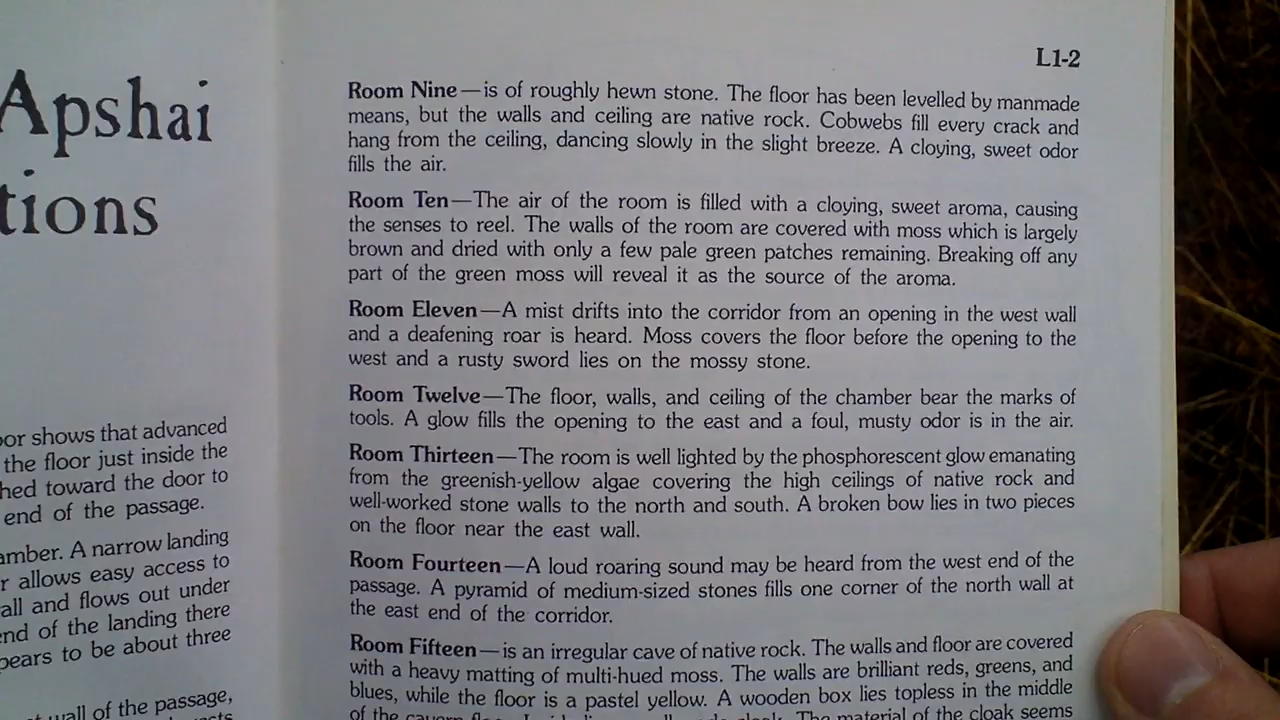 Apshai
tions
oor shows that advanced
the floor just inside the
hed toward the door to
end of the passage.
amber. A narrow landing
r allows easy access to
all and flows out under
end of the landing there
pears to be about three
wall of the passage,
L1-2
Room Nine—is of roughly hewn stone. The floor has been levelled by manmade
means, but the walls and ceiling are native rock. Cobwebs fill every crack and
hang from the ceiling, dancing slowly in the slight breeze. A cloying, sweet odor
fills the air.
Room Ten—The air of the room is filled with a cloying, sweet aroma, causing
the senses to reel. The walls of the room are covered with moss which is largely
brown and dried with only a few pale green patches remaining. Breaking off any
part of the green moss will reveal it as the source of the aroma.
Room Eleven—A mist drifts into the corridor from an opening in the west wall
and a deafening roar is heard. Moss covers the floor before the opening to the
west and a rusty sword lies on the mossy stone.
Room Twelve—The floor, walls, and ceiling of the chamber bear the marks of
tools. A glow fills the opening to the east and a foul, musty odor is in the air.
Room Thirteen—The room is well lighted by the phosphorescent glow emanating
from the greenish-yellow algae covering the high ceilings of native rock and
well-worked stone walls to the north and south. A broken bow lies in two pieces
on the floor near the east wall.
Room Fourteen—A loud roaring sound may be heard from the west end of the
passage. A pyramid of medium-sized stones fills one corner of the north wall at
the east end of the corridor.
Room Fifteen—is an irregular cave of native rock. The walls and floor are covered
with a heavy matting of multi-hued moss. The walls are brilliant reds, greens, and
blues, while the floor is a pastel yellow. A wooden box lies topless in the middle
of the cavern The material of the cloak seems